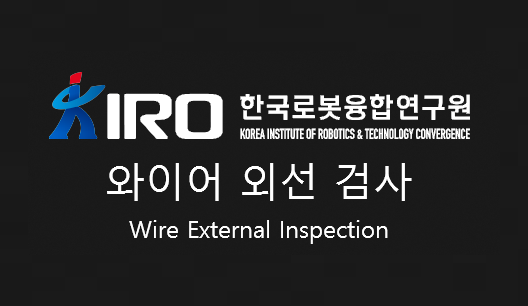 KIRO 한국로봇융합연구원
KOREA INSTITUTE OF ROBOTICS & TECHNOLOGY CONVERGENCE
와이어 외선 검사
Wire External Inspection